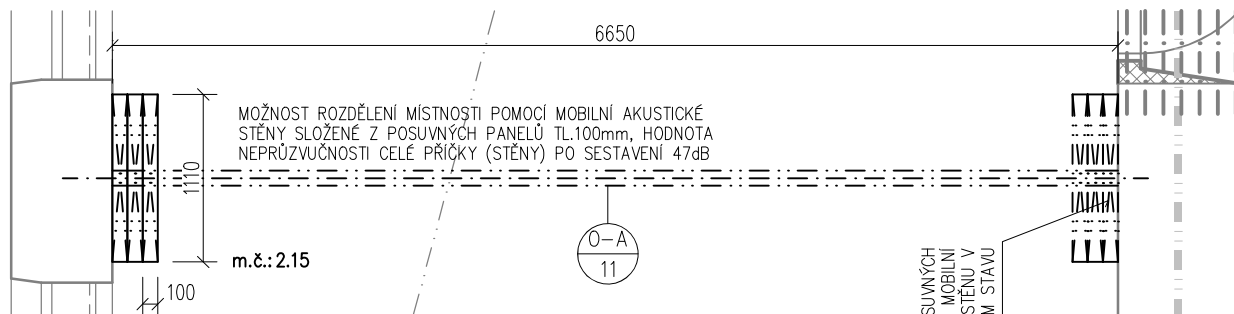 6650
MOŽNOST ROZDĚLENÍ MÍSTNOSTI POMOCÍ MOBILNÍ AKUSTICKÉ
STĚNY SLOŽENÉ Z POSUVNÝCH PANELŮ TL.100mm, HODNOTA
NEPRŮZVUČNOSTI CELÉ PŘÍČKY (STĚNY) PO SESTAVENÍ 47dB
1110
O-A
11
m.č.:2.15
100
MOBILNÍ
STĚNU V
STAVU